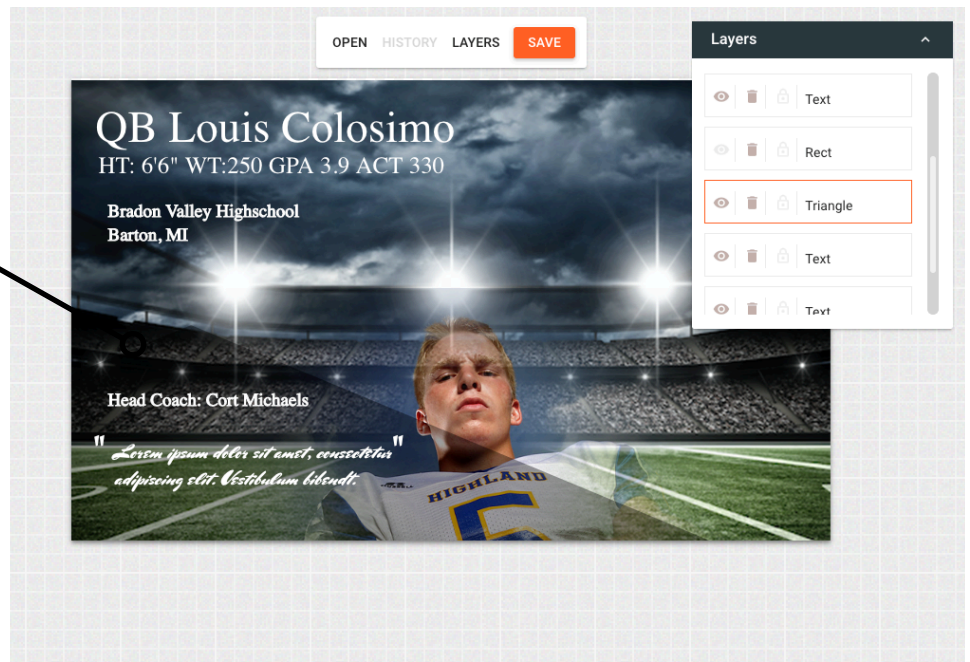 OPEN HISTORY LAYERS SAVE
Layers
Text
Rect
Triangle
Text
Text
QB Louis Colosimo
HT: 6'6" WT:250 GPA 3.9 ACT 330
Bradon Valley Highschool
Barton, MI
Head Coach: Cort Michaels
" Lorem ipsum dolor sit amet, consectetur "
adipiscing elit. Vestibulum bibendt.
HIGHLAND
5